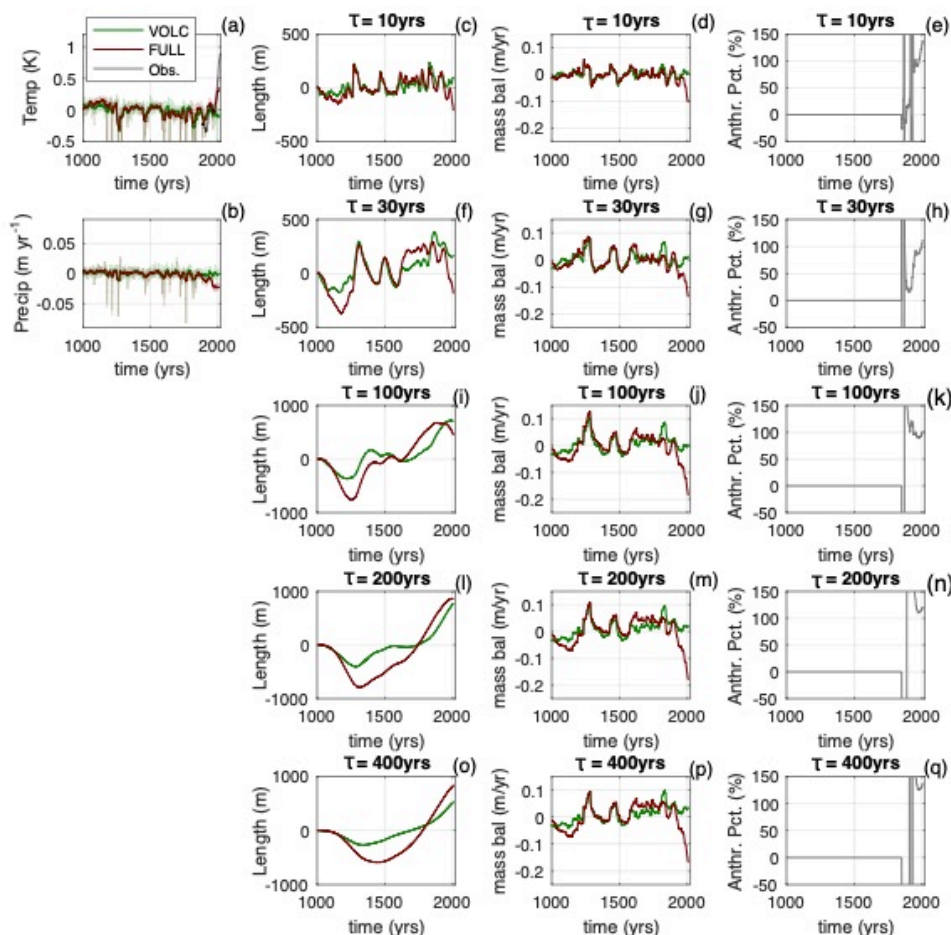 (a)
VOLC
FULL
Obs.
Temp (K)
1
0.5
0
-0.5
1000 1500 2000
time (yrs)
τ = 10yrs (c)
Length (m)
500
0
-500
1000 1500 2000
time (yrs)
τ = 10yrs (d)
mass bal (m/yr)
0.1
0
-0.1
-0.2
1000 1500 2000
time (yrs)
τ = 10yrs (e)
Anthr. Pct. (%)
150
100
50
0
-50
1000 1500 2000
time (yrs)
(b)
Precip (m yr-1)
0.05
0
-0.05
1000 1500 2000
time (yrs)
τ = 30yrs (f)
Length (m)
500
0
-500
1000 1500 2000
time (yrs)
τ = 30yrs (g)
mass bal (m/yr)
0.1
0
-0.1
-0.2
1000 1500 2000
time (yrs)
τ = 30yrs (h)
Anthr. Pct. (%)
150
100
50
0
-50
1000 1500 2000
time (yrs)
τ = 100yrs (i)
Length (m)
1000
0
-1000
1000 1500 2000
time (yrs)
τ = 100yrs (j)
mass bal (m/yr)
0.1
0
-0.1
-0.2
1000 1500 2000
time (yrs)
τ = 100yrs (k)
Anthr. Pct. (%)
150
100
50
0
-50
1000 1500 2000
time (yrs)
τ = 200yrs (l)
Length (m)
1000
0
-1000
1000 1500 2000
time (yrs)
τ = 200yrs (m)
mass bal (m/yr)
0.1
0
-0.1
-0.2
1000 1500 2000
time (yrs)
τ = 200yrs (n)
Anthr. Pct. (%)
150
100
50
0
-50
1000 1500 2000
time (yrs)
τ = 400yrs (o)
Length (m)
1000
0
-1000
1000 1500 2000
time (yrs)
τ = 400yrs (p)
mass bal (m/yr)
0.1
0
-0.1
-0.2
1000 1500 2000
time (yrs)
τ = 400yrs (q)
Anthr. Pct. (%)
150
100
50
0
-50
1000 1500 2000
time (yrs)